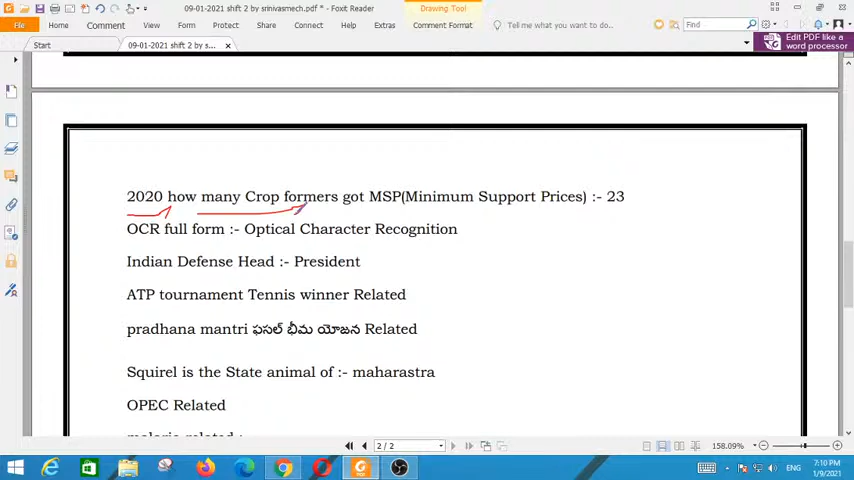 09-01-2021 shift 2 by srinivasmech.pdf * - Foxit Reader
Drawing Tool
File
Home
Comment
View
Form
Protect
Share
Connect
Help
Extras
Comment Format
Tell me what you want to do...
Find
Start
09-01-2021 shift 2 by s...
Edit PDF like a
word processor
2020 how many Crop formers got MSP(Minimum Support Prices) :- 23
OCR full form :- Optical Character Recognition
Indian Defense Head :- President
ATP tournament Tennis winner Related
pradhana mantri ఫసల్ భీమ యోజన Related
Squirel is the State animal of :- maharastra
OPEC Related
malaria related :
2 / 2
158.09%
ENG
7:10 PM
1/9/2021